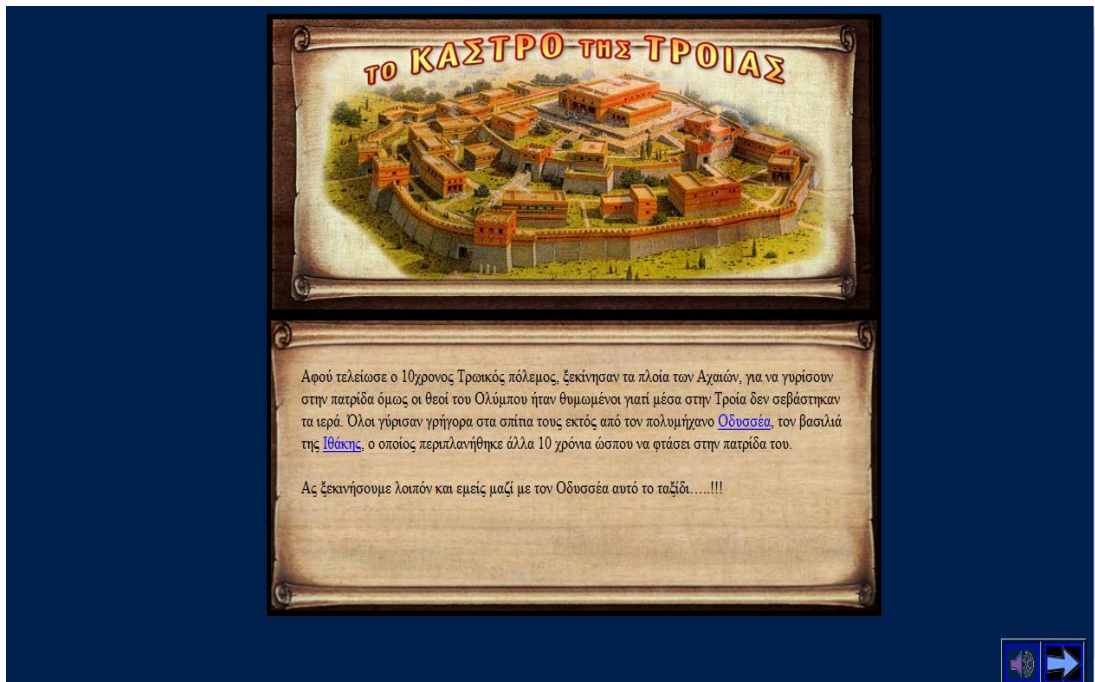 ΤΟ ΚΑΣΤΡΟ ΤΗΣ ΤΡΟΙΑΣ
Αφού τελείωσε ο 10χρονος Τρωικός πόλεμος, ξεκίνησαν τα πλοία των Αχαιών, για να γυρίσουν
στην πατρίδα όμως οι θεοί του Ολύμπου ήταν θυμωμένοι γιατί μέσα στην Τροία δεν σεβάστηκαν
τα ιερά. Όλοι γύρισαν γρήγορα στα σπίτια τους εκτός από τον πολυμήχανο Οδυσσέα, τον βασιλιά
της Ιθάκης, ο οποίος περιπλανήθηκε άλλα 10 χρόνια ώσπου να φτάσει στην πατρίδα του.
Ας ξεκινήσουμε λοιπόν και εμείς μαζί με τον Οδυσσέα αυτό το ταξίδι…..!!!